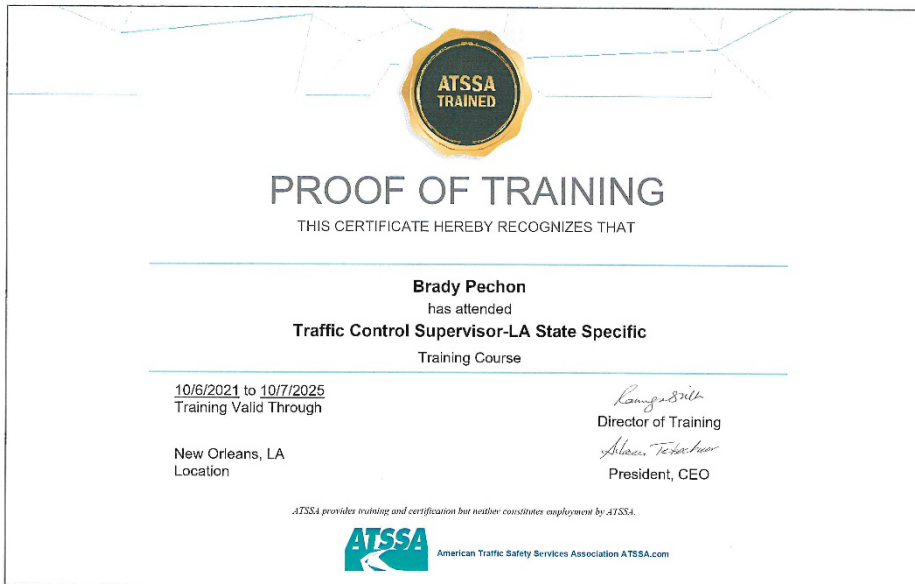 ATSSA
TRAINED
PROOF OF TRAINING
THIS CERTIFICATE HEREBY RECOGNIZES THAT
Brady Pechon
has attended
Traffic Control Supervisor-LA State Specific
Training Course
10/6/2021 to 10/7/2025
Training Valid Through
Director of Training
New Orleans, LA
Location
President, CEO
ATSSA provides training and certification but neither constitutes employment by ATSSA.
ATSSA
American Traffic Safety Services Association ATSSA.com